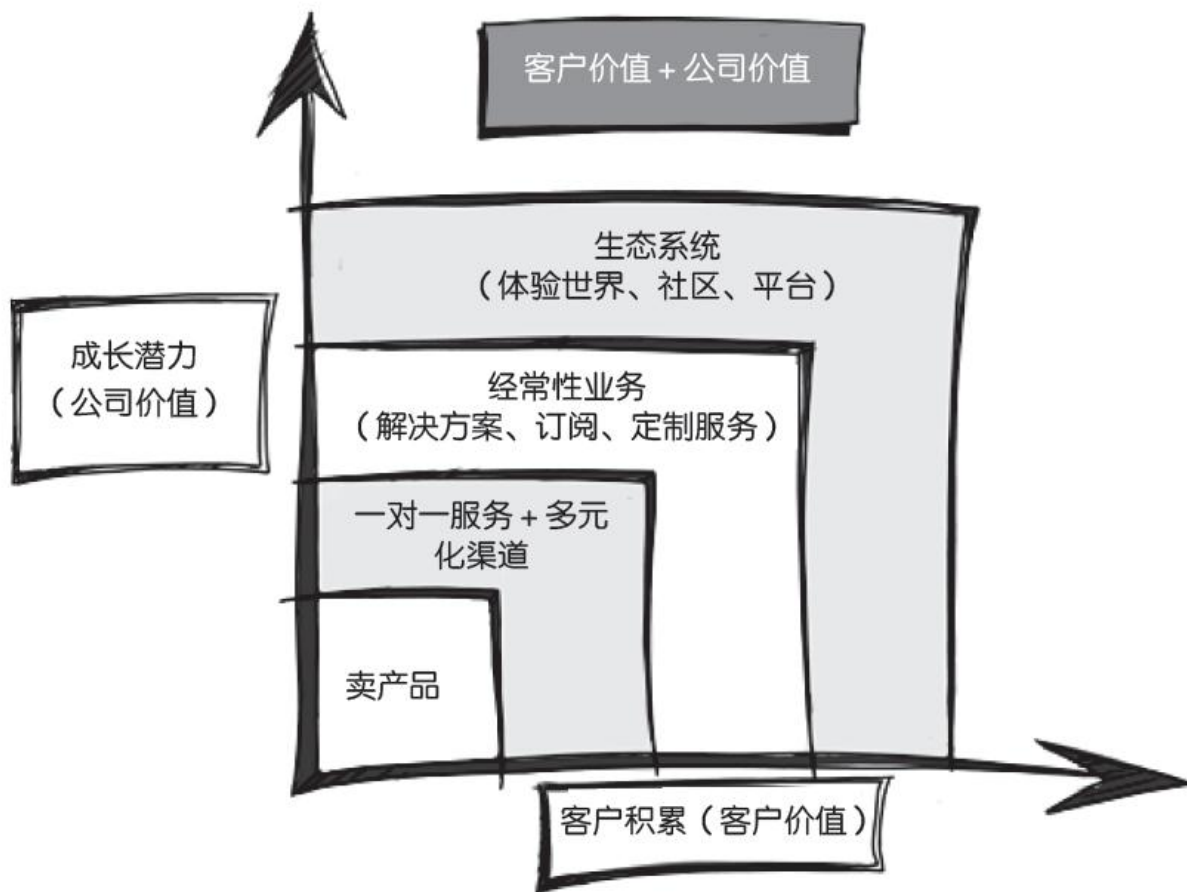 客户价值 + 公司价值
生态系统
（体验世界、社区、平台）
成长潜力
（公司价值）
经常性业务
（解决方案、订阅、定制服务）
一对一服务 + 多元
化渠道
卖产品
客户积累（客户价值）